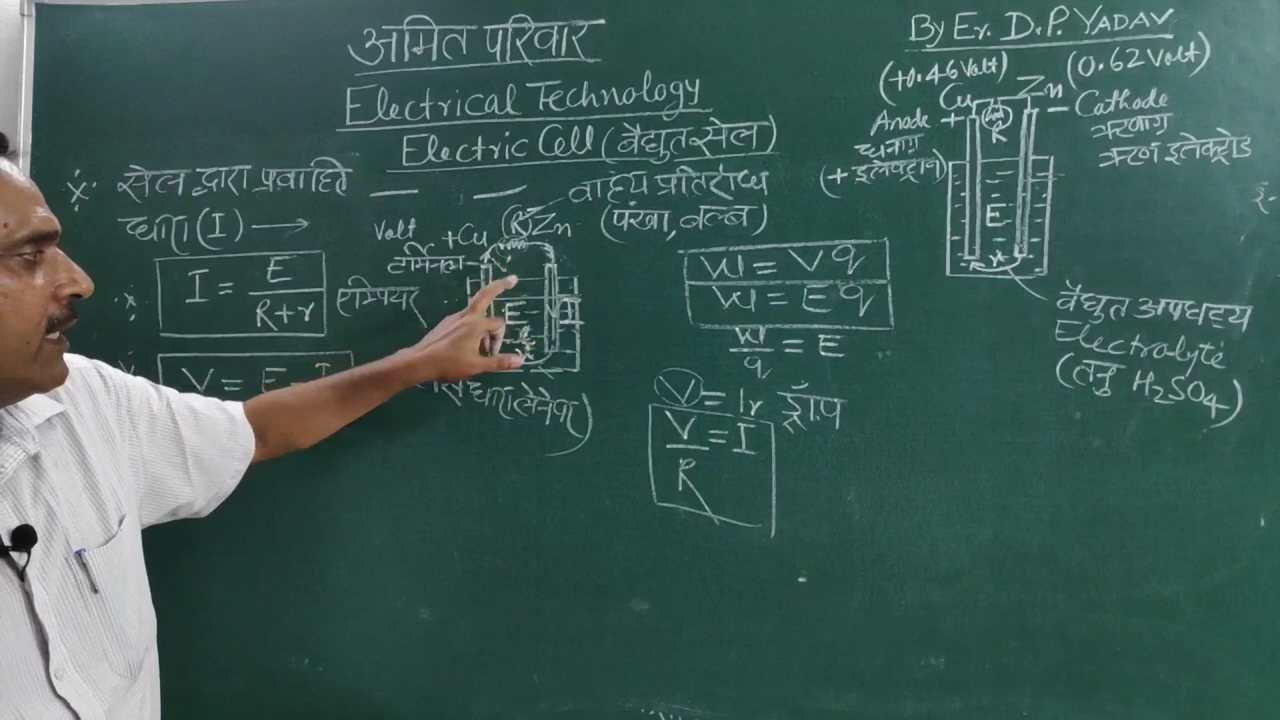 अमित परिवार
Electrical Technology
Electric Cell (वैद्युत सेल)
By Er. D.P. YADAV
(+0.46 Volt)
(0.62 Volt)
Cu
Zn
Anode +
- Cathode
R
ऋणाग्र
ऋण इलेक्ट्रोड
(+ इलेक्ट्रोड)
E
r
वैद्युत अपघट्य
Electrolyte
(तनु H₂SO₄)
सेल द्वारा प्रवाहित
धारा (I) →
I = E / R+r
एम्पियर
V = E - I
वाह्य प्रतिरोध
(पंखा, बल्ब)
Volt
+Cu
(R) Zn
E
धारा लेने पर)
W = Vq
W = Eq
W / q = E
V = Ir ड्रॉप
V / R = I